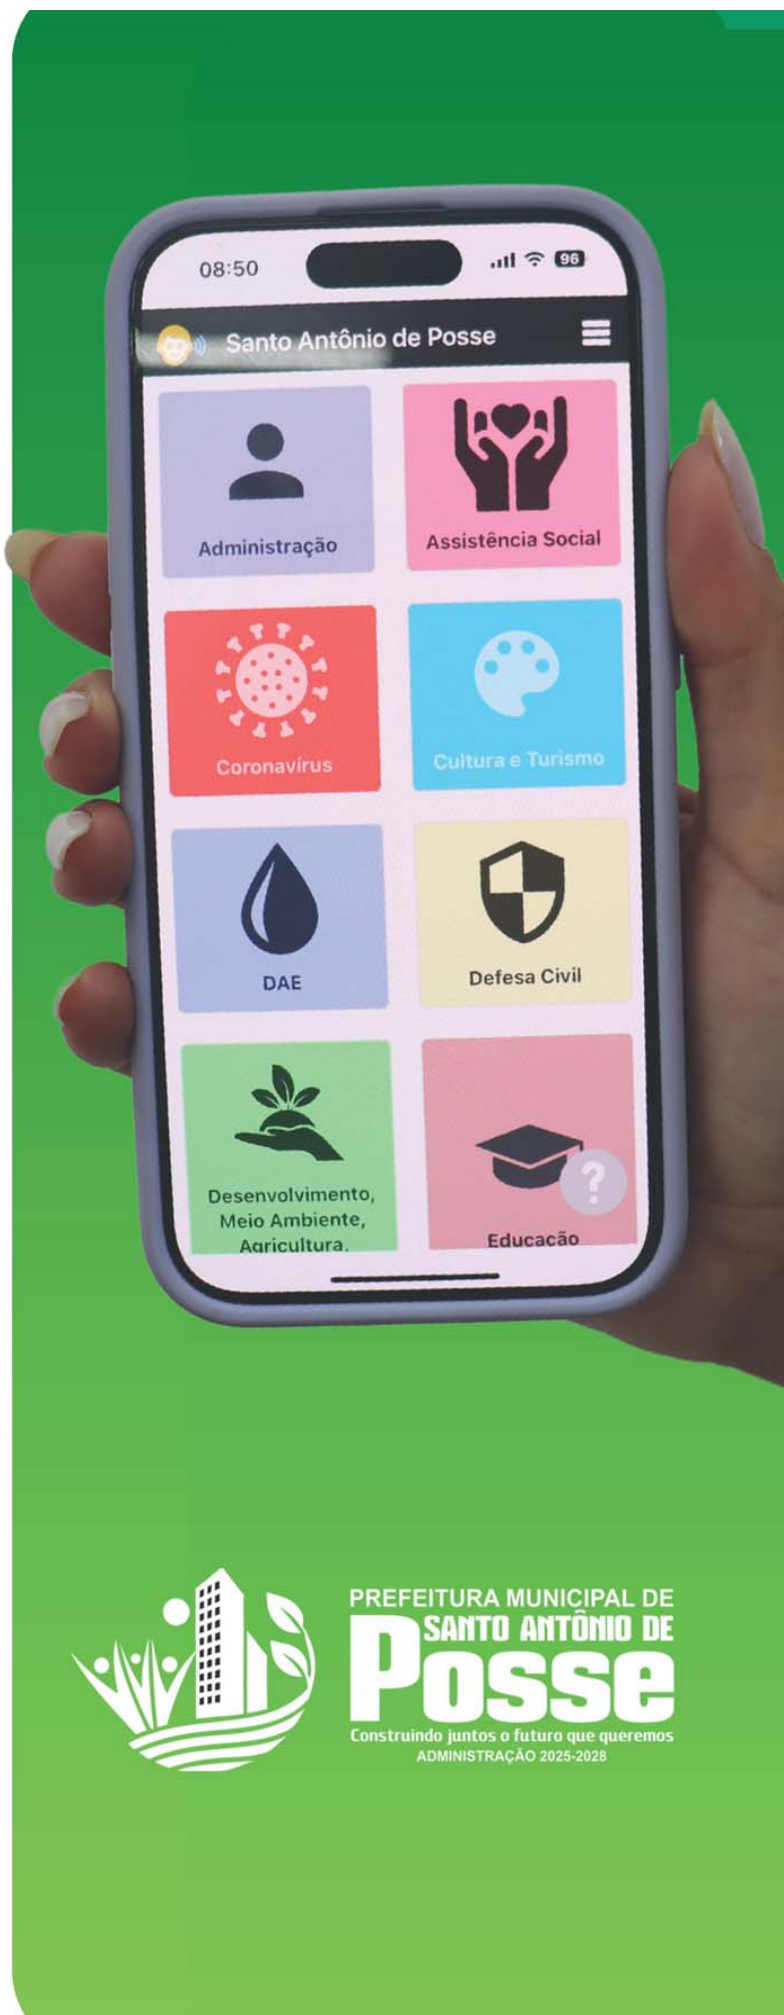 08:50
96
Santo Antônio de Posse
Administração
Assistência Social
Coronavírus
Cultura e Turismo
DAE
Defesa Civil
Desenvolvimento,
Meio Ambiente,
Agricultura,
Educação
?
PREFEITURA MUNICIPAL DE
SANTO ANTÔNIO DE
Posse
Construindo juntos o futuro que queremos
ADMINISTRAÇÃO 2025-2028